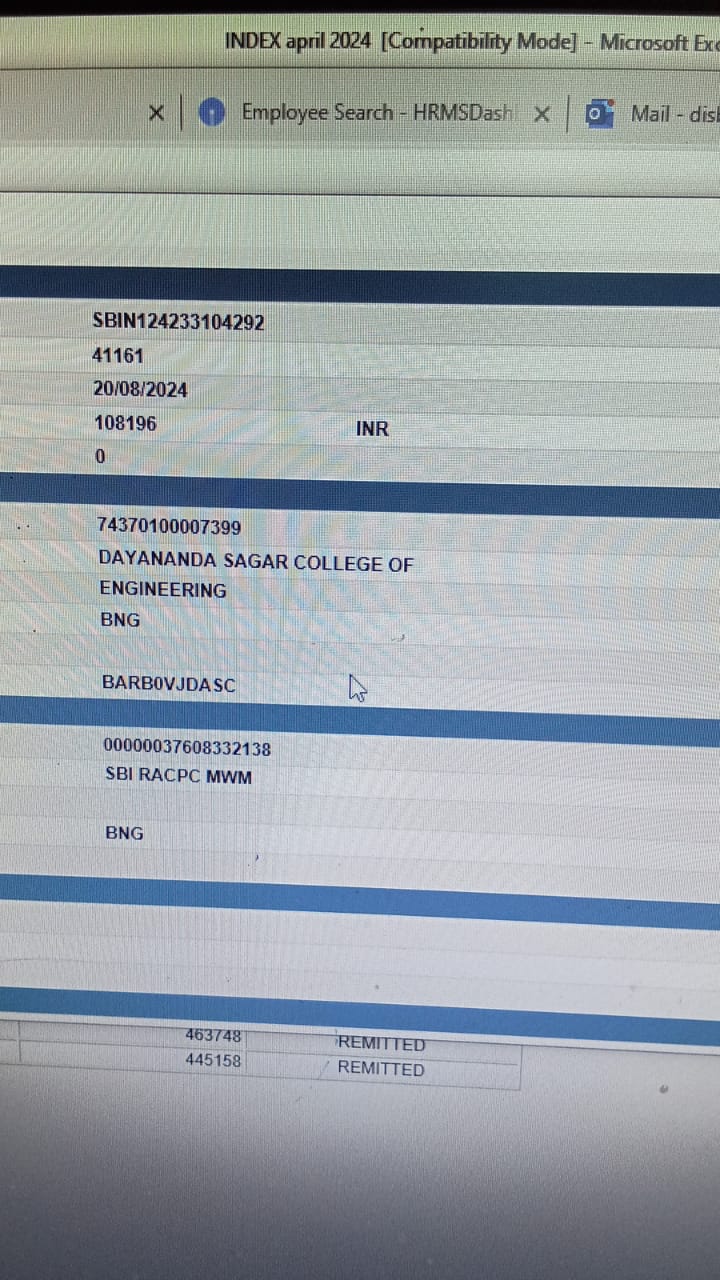 INDEX april 2024 [Compatibility Mode] - Microsoft Exc
Employee Search - HRMSDash
Mail - disl
SBIN124233104292
41161
20/08/2024
108196 INR
0
74370100007399
DAYANANDA SAGAR COLLEGE OF
ENGINEERING
BNG
BARB0VJDASC
00000037608332138
SBI RACPC MWM
BNG
463748 REMITTED
445158 REMITTED